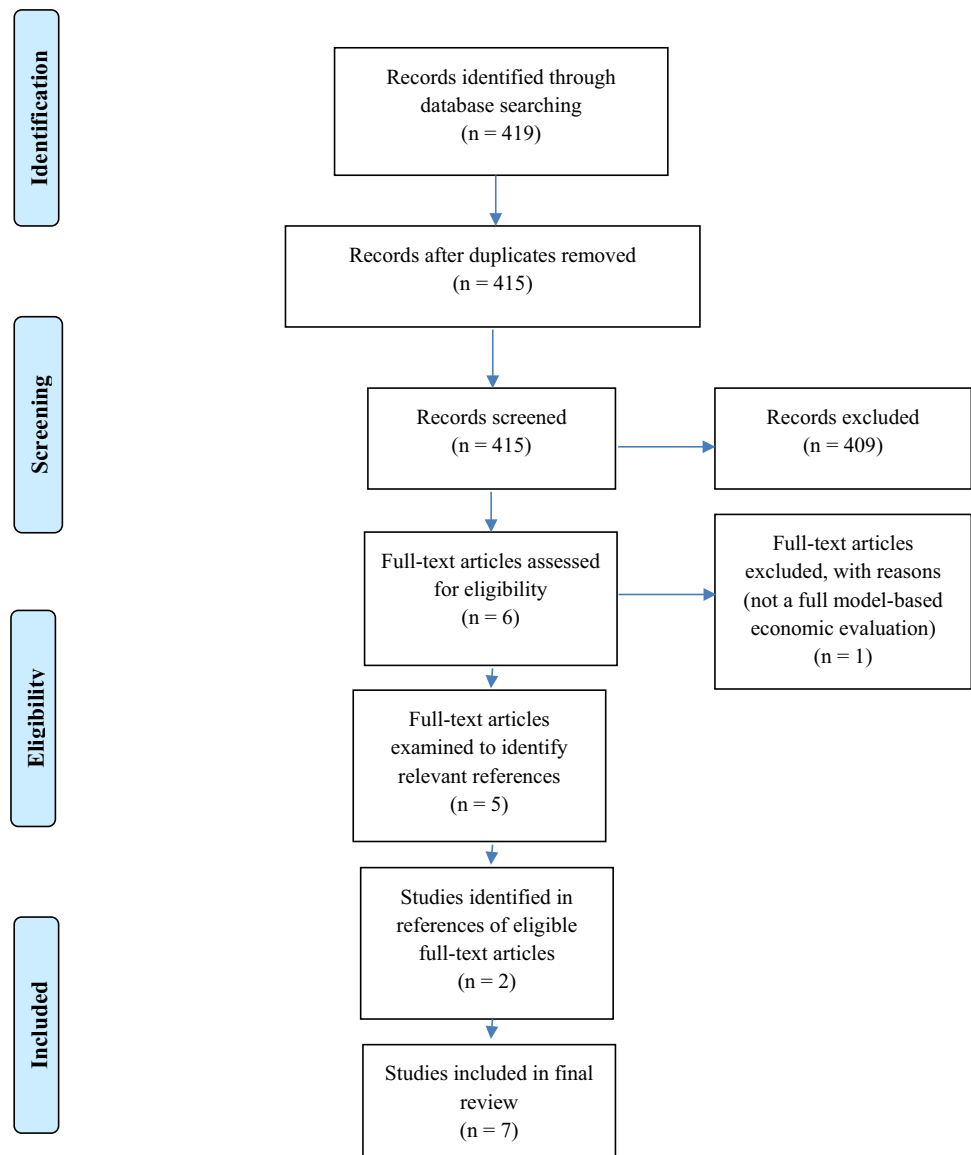 Identification
Records identified through
database searching
(n = 419)
Records after duplicates removed
(n = 415)
Screening
Records screened
(n = 415)
Records excluded
(n = 409)
Full-text articles assessed
for eligibility
(n = 6)
Full-text articles
excluded, with reasons
(not a full model-based
economic evaluation)
(n = 1)
Eligibility
Full-text articles
examined to identify
relevant references
(n = 5)
Studies identified in
references of eligible
full-text articles
(n = 2)
Included
Studies included in final
review
(n = 7)